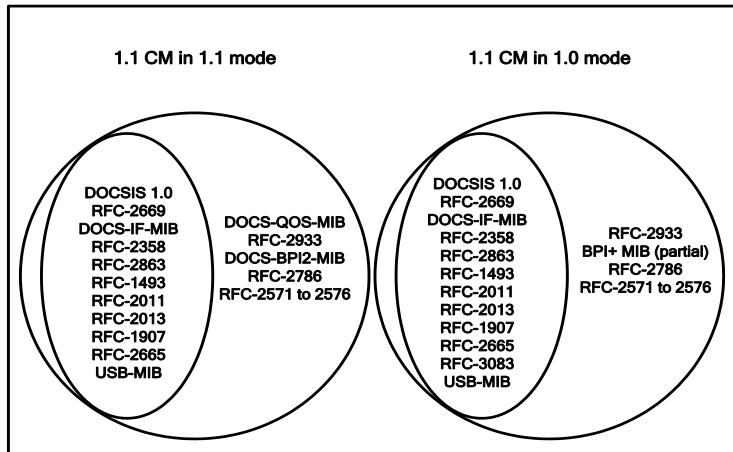 1.1 CM in 1.1 mode
DOCSIS 1.0
RFC-2669
DOCS-IF-MIB
RFC-2358
RFC-2863
RFC-1493
RFC-2011
RFC-2013
RFC-1907
RFC-2665
USB-MIB
DOCS-QOS-MIB
RFC-2933
DOCS-BPI2-MIB
RFC-2786
RFC-2571 to 2576
1.1 CM in 1.0 mode
DOCSIS 1.0
RFC-2669
DOCS-IF-MIB
RFC-2358
RFC-2863
RFC-1493
RFC-2011
RFC-2013
RFC-1907
RFC-2665
RFC-3083
USB-MIB
RFC-2933
BPI+ MIB (partial)
RFC-2786
RFC-2571 to 2576